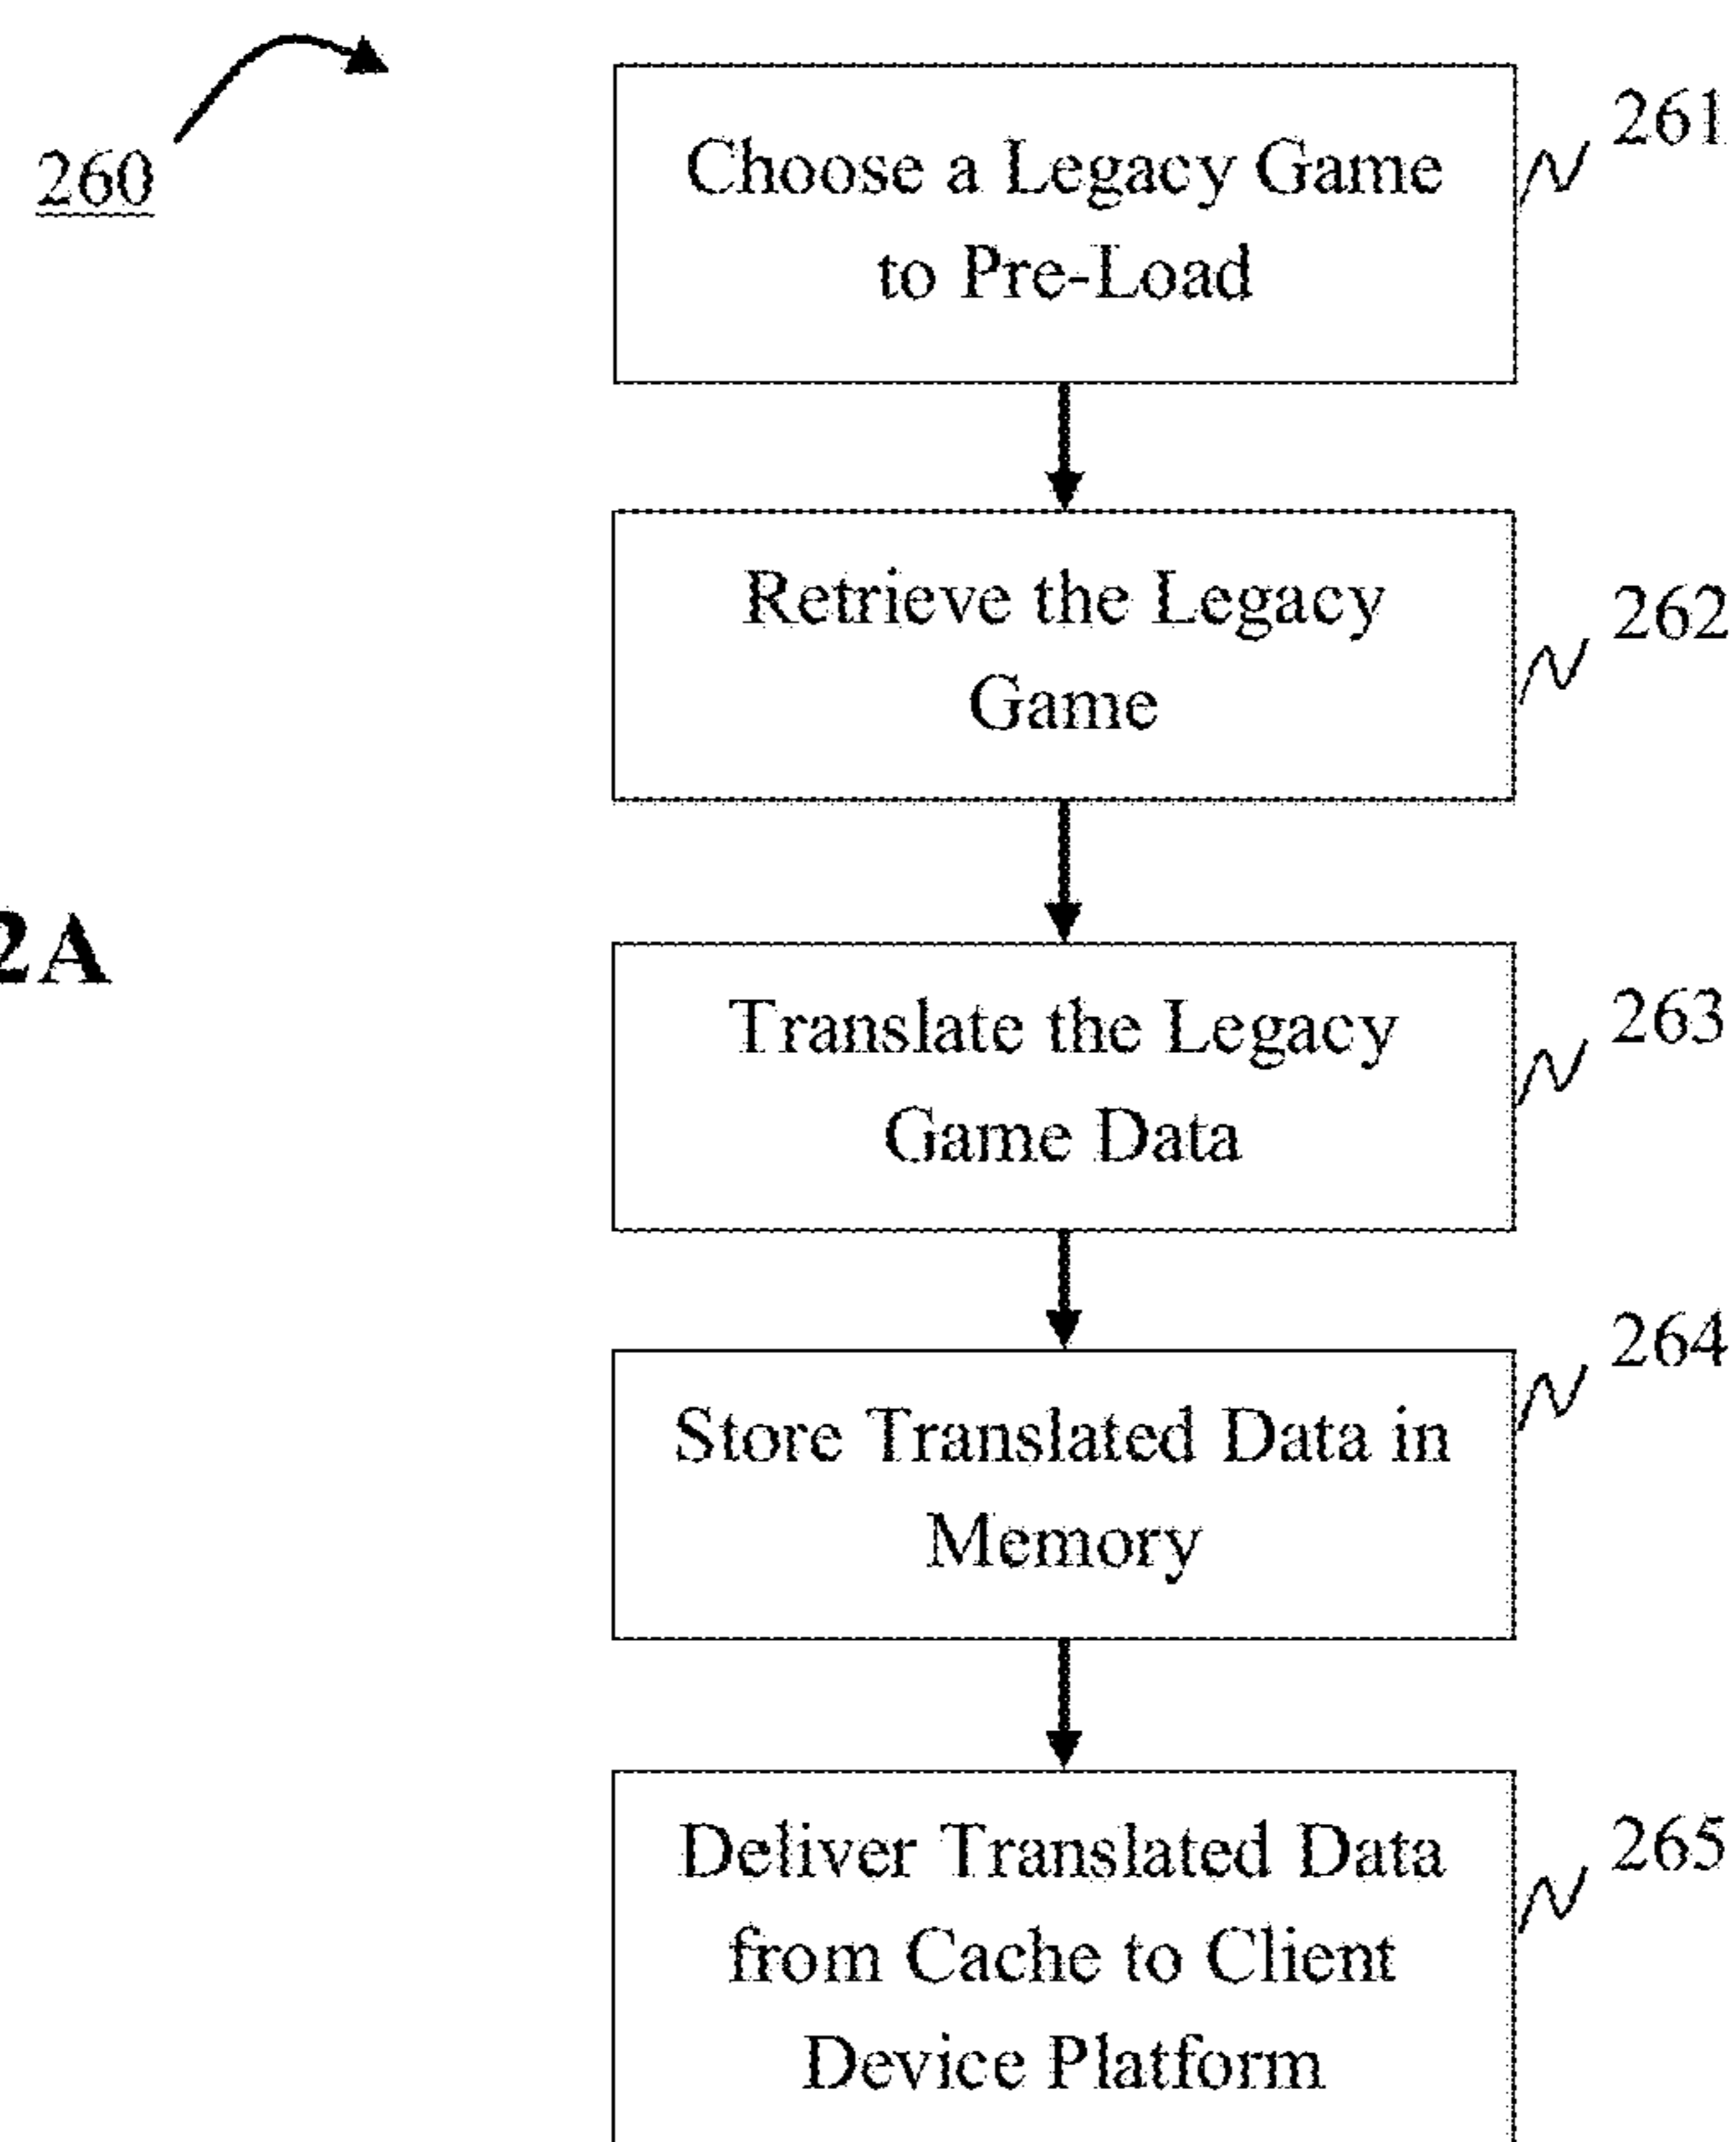 260
Choose a Legacy Game
to Pre-Load
261
Retrieve the Legacy
Game
262
2A
Translate the Legacy
Game Data
263
Store Translated Data in
Memory
264
Deliver Translated Data
from Cache to Client
Device Platform
265